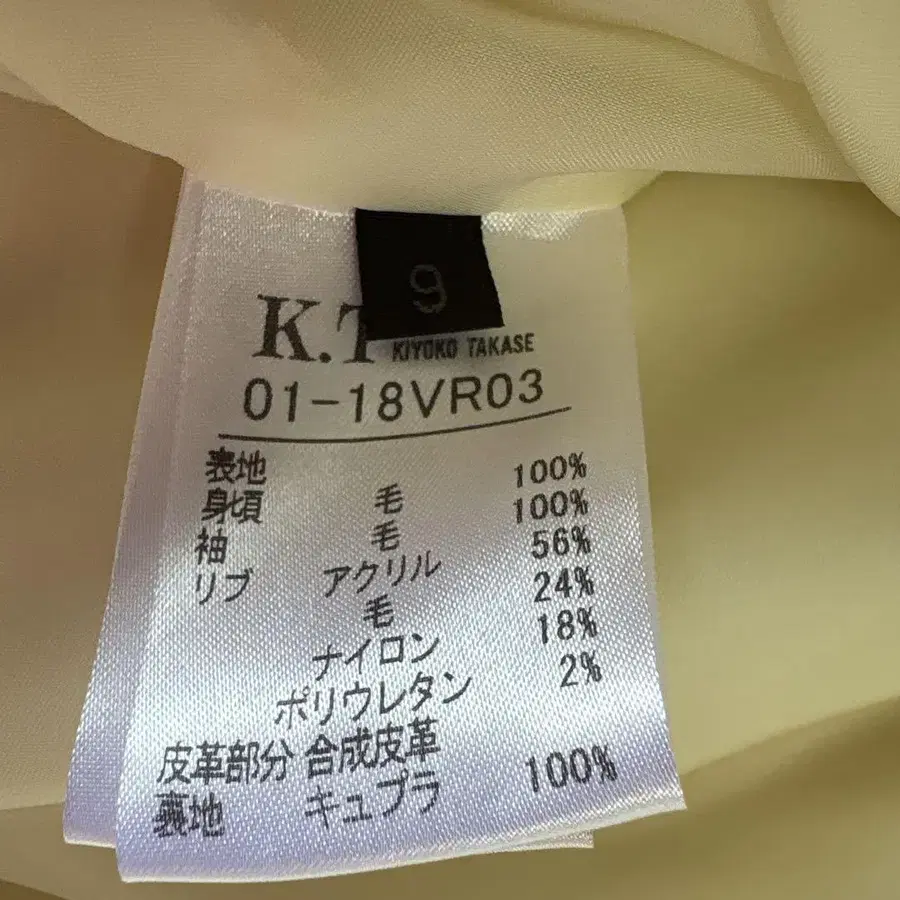 9
K.T
KIYOKO TAKASE
01-18VR03
表地
身頃 毛 100%
袖 毛 100%
リブ アクリル 56%
毛 24%
ナイロン 18%
ポリウレタン 2%
皮革部分 合成皮革
裏地 キュプラ 100%